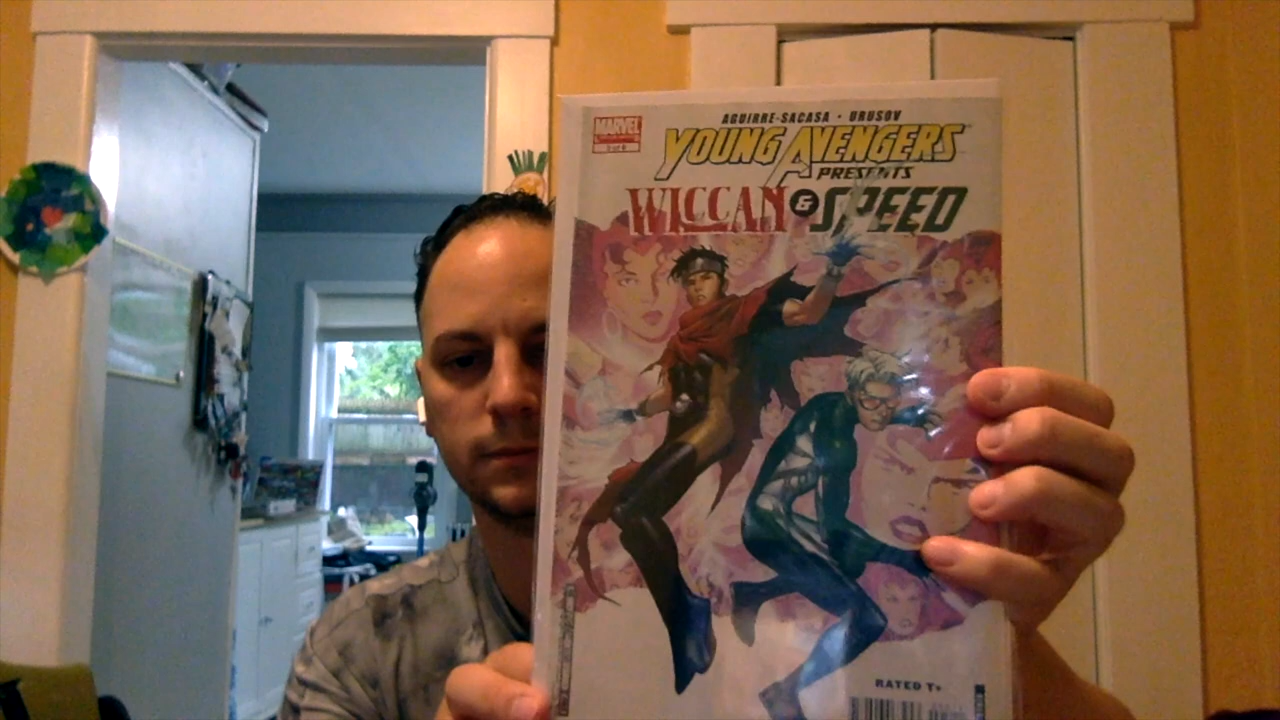 AGUIRRE-SACASA • URUSOV
MARVEL
YOUNG AVENGERS
PRESENTS
WICCAN & SPEED
RATED T+